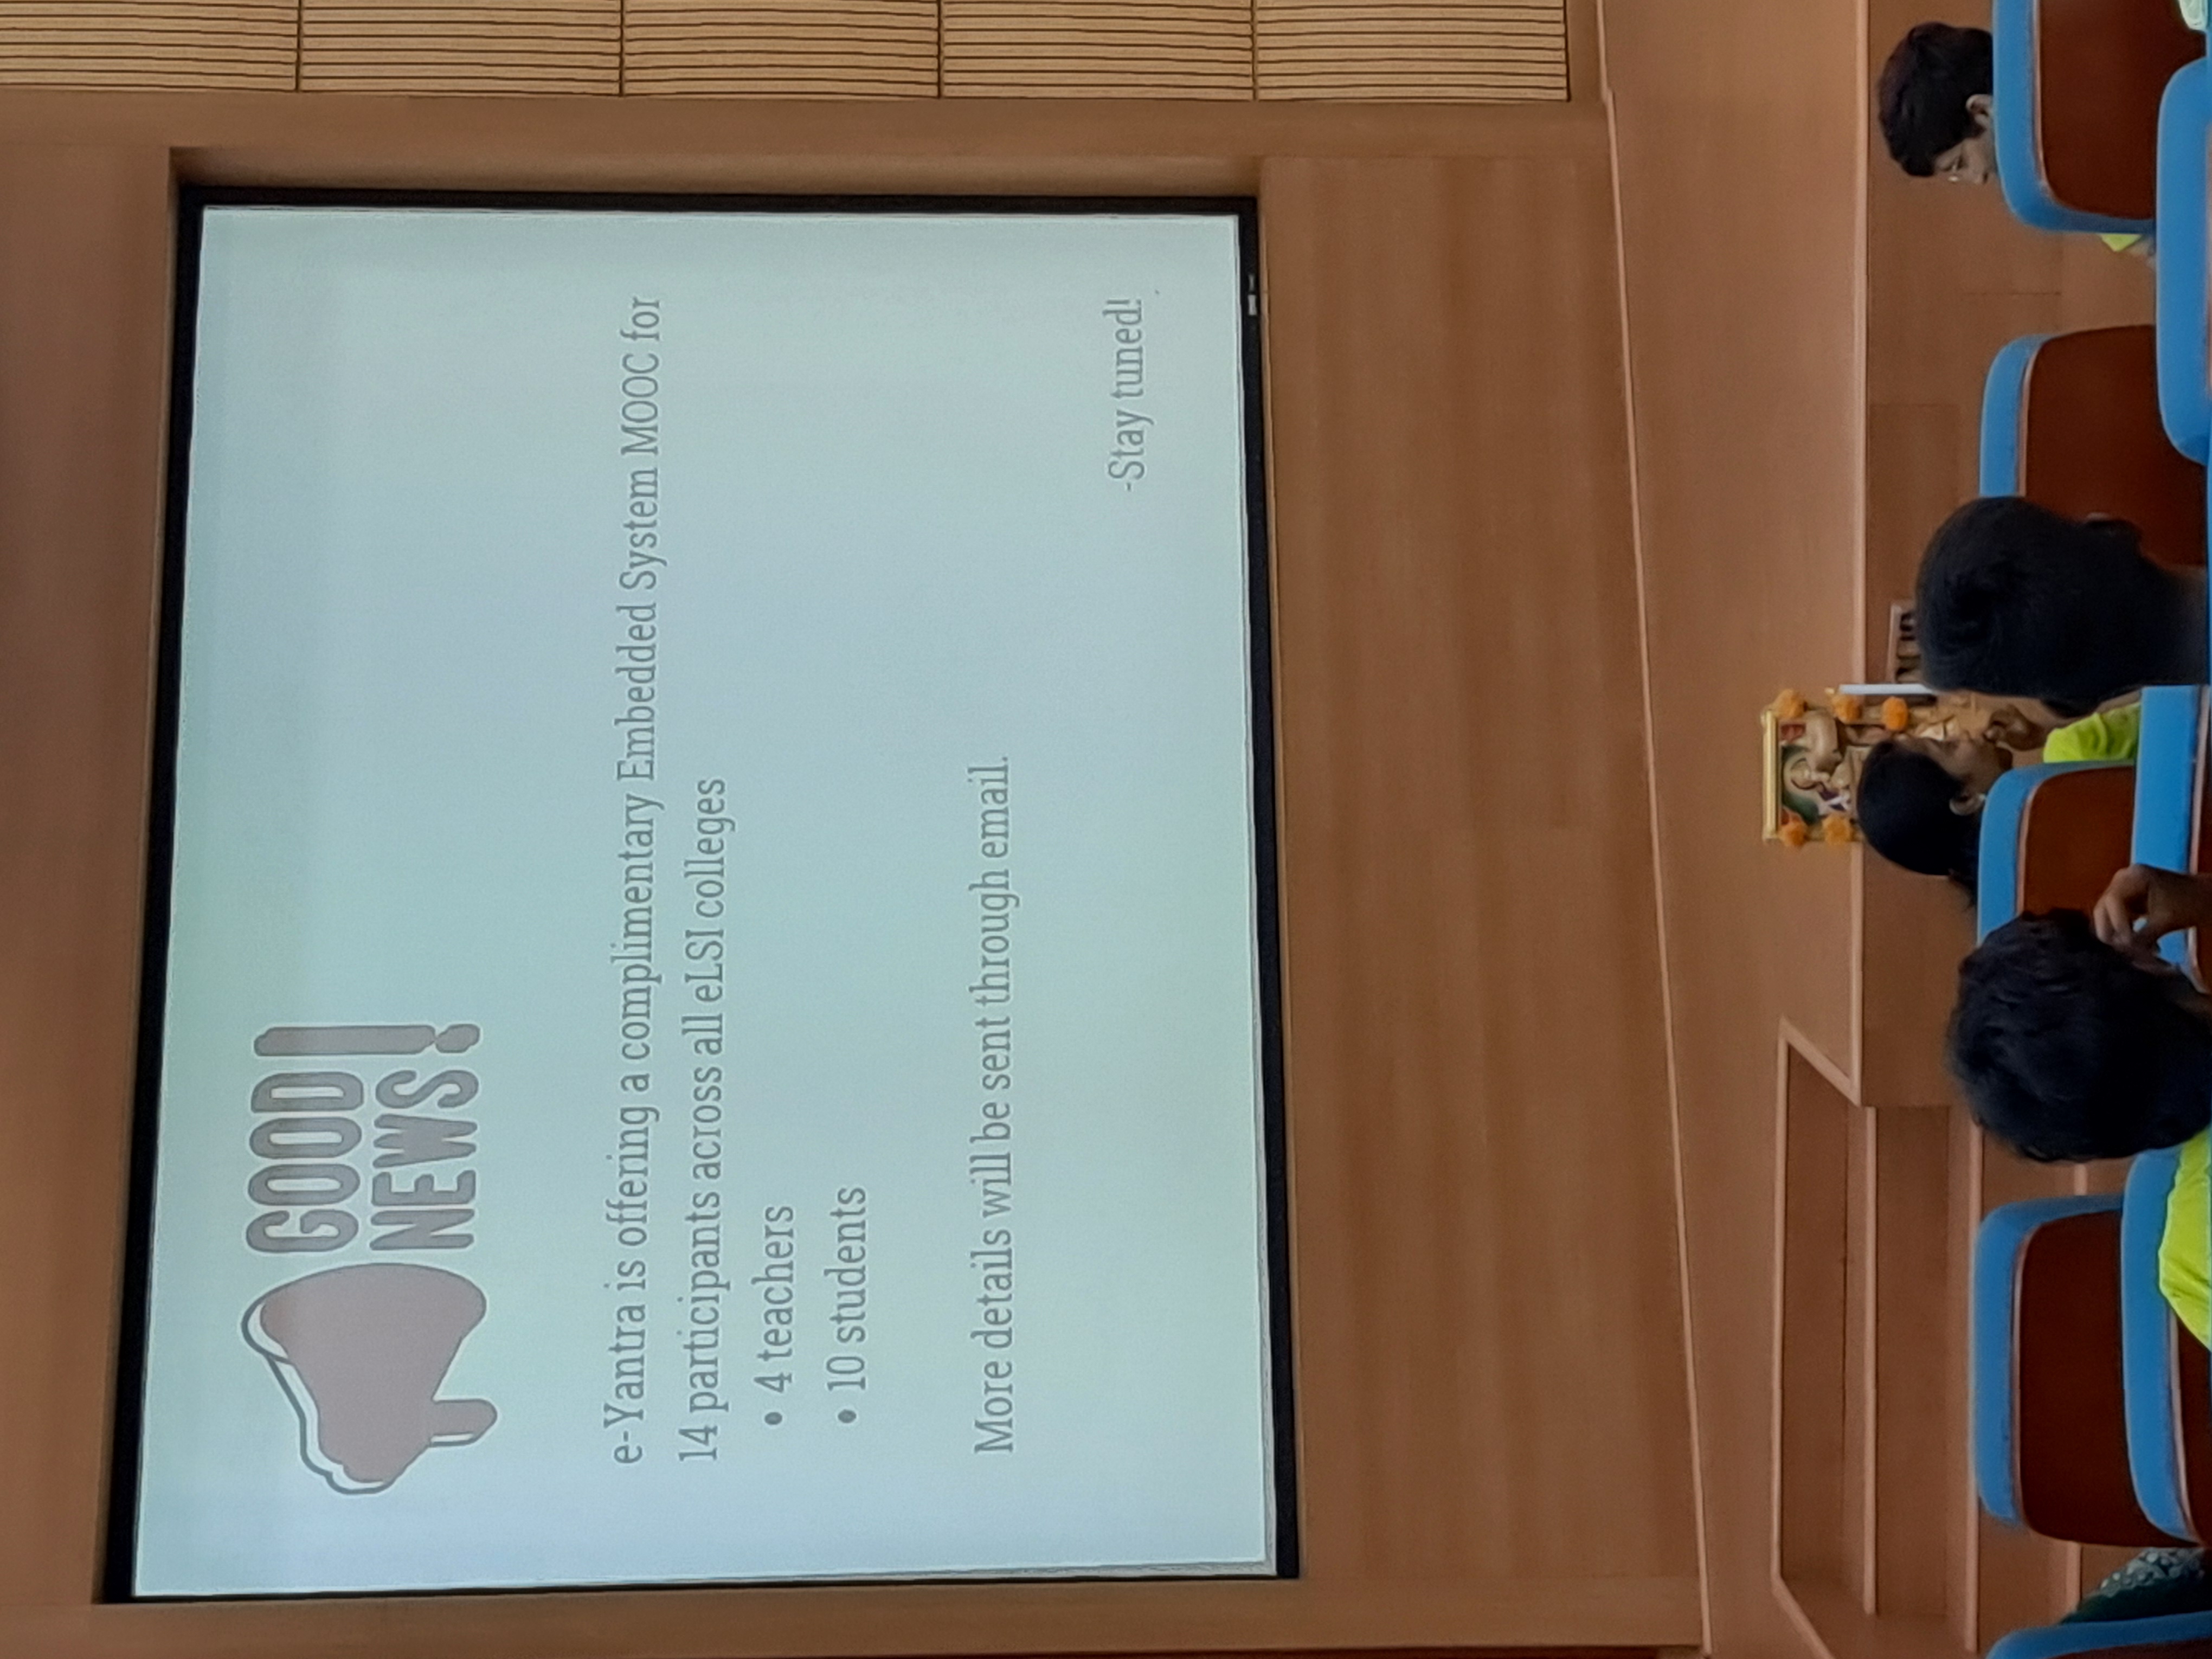 GOOD
NEWS!
e-Yantra is offering a complimentary Embedded System MOOC for
14 participants across all eLSI colleges
• 4 teachers
• 10 students
More details will be sent through email.
-Stay tuned!